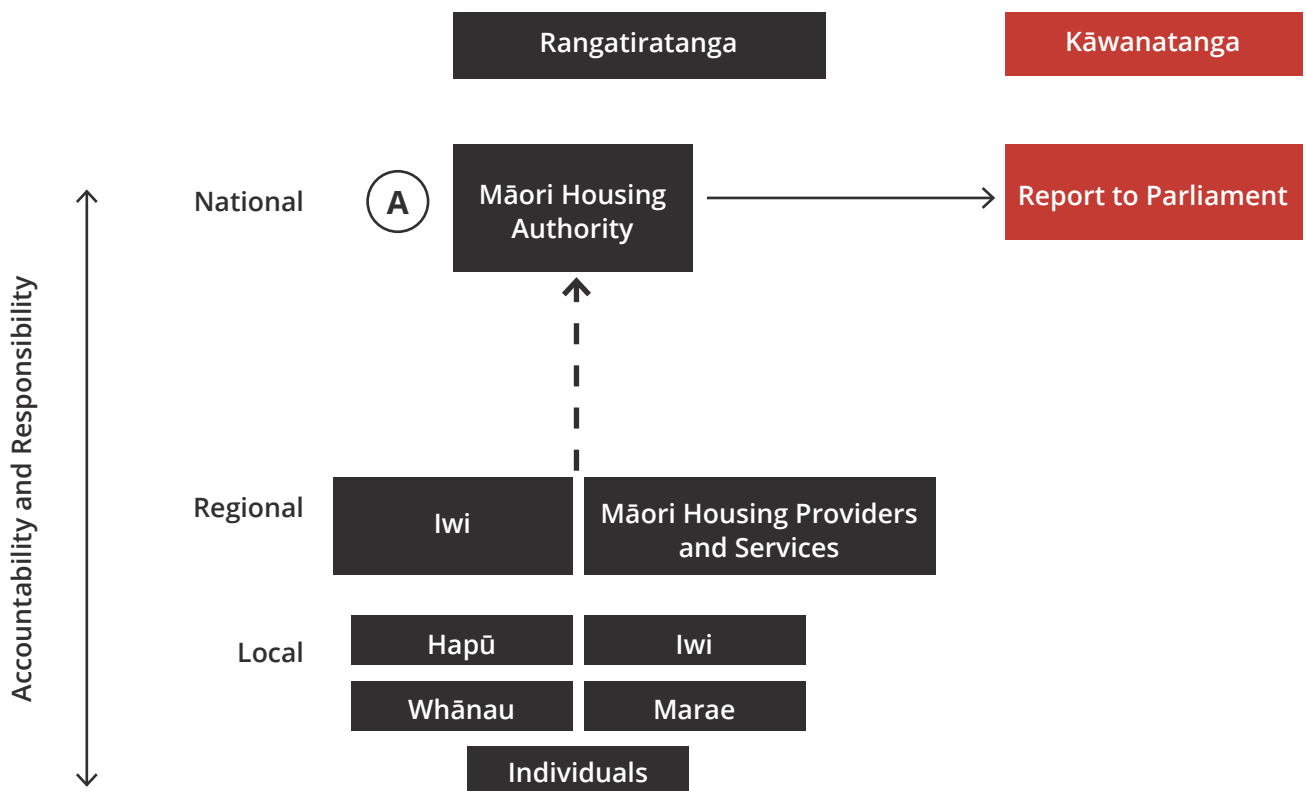 Rangatiratanga
Kāwanatanga
Accountability and Responsibility
National
A
Māori Housing
Authority
Report to Parliament
Regional
Iwi
Māori Housing Providers
and Services
Local
Hapū
Iwi
Whānau
Marae
Individuals